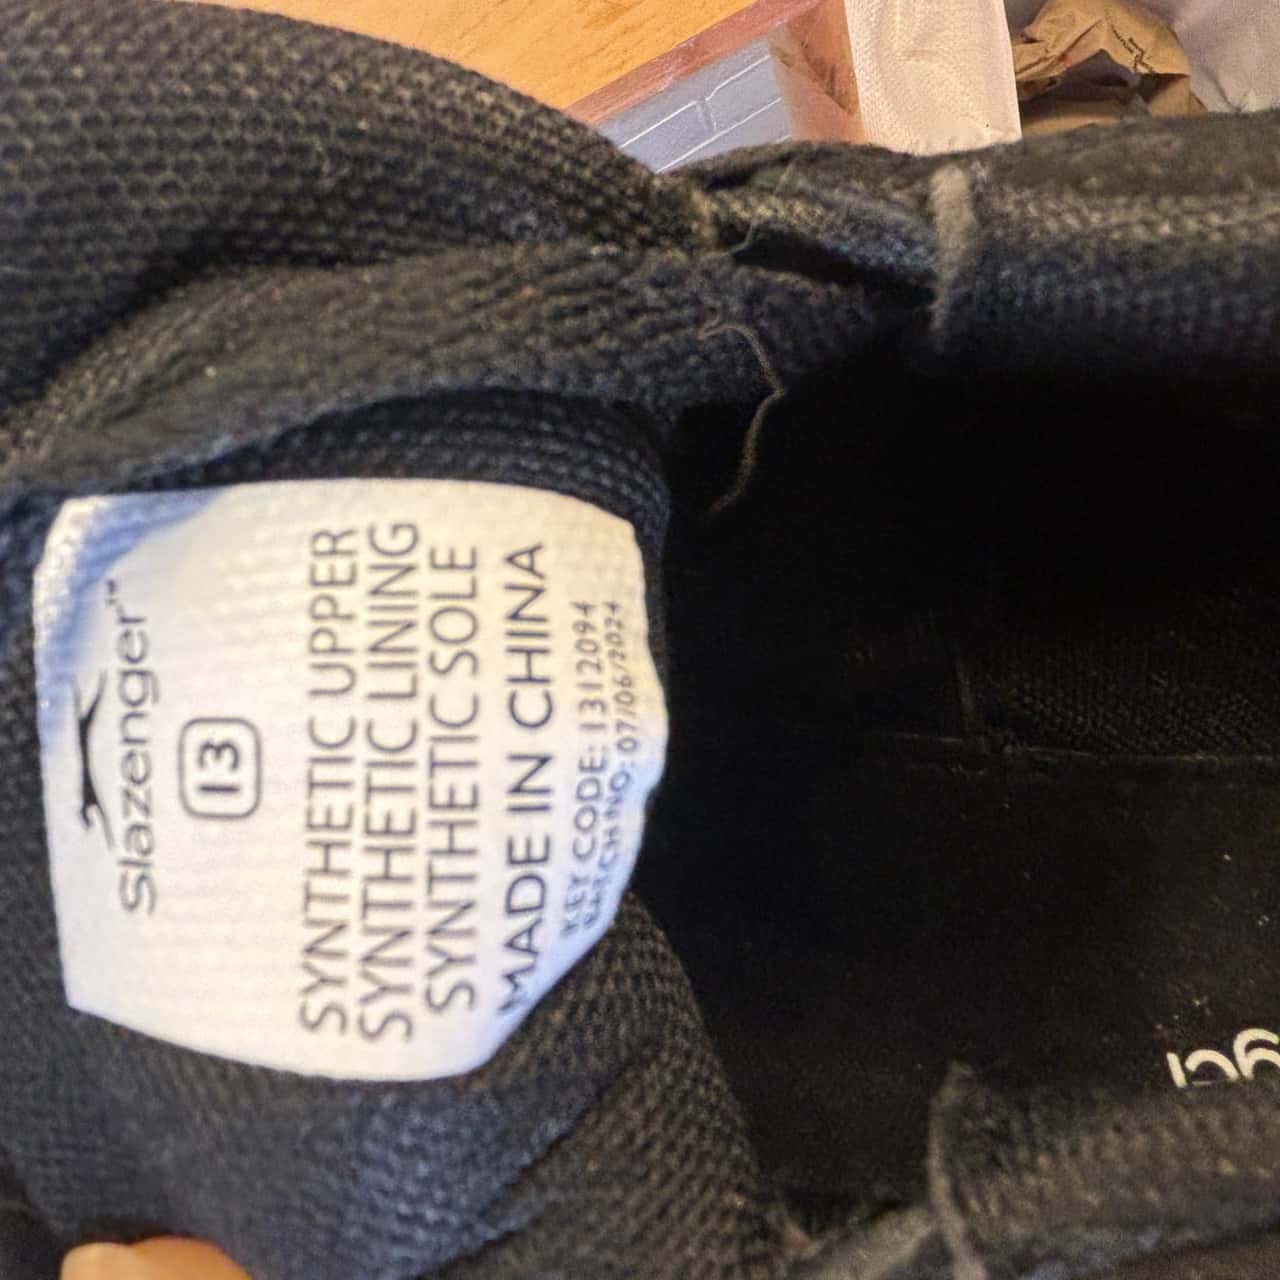 Slazenger™
13
SYNTHETIC UPPER
SYNTHETIC LINING
SYNTHETIC SOLE
MADE IN CHINA
KEY CODE: 1312094
BATCH NO: 07/06/2024